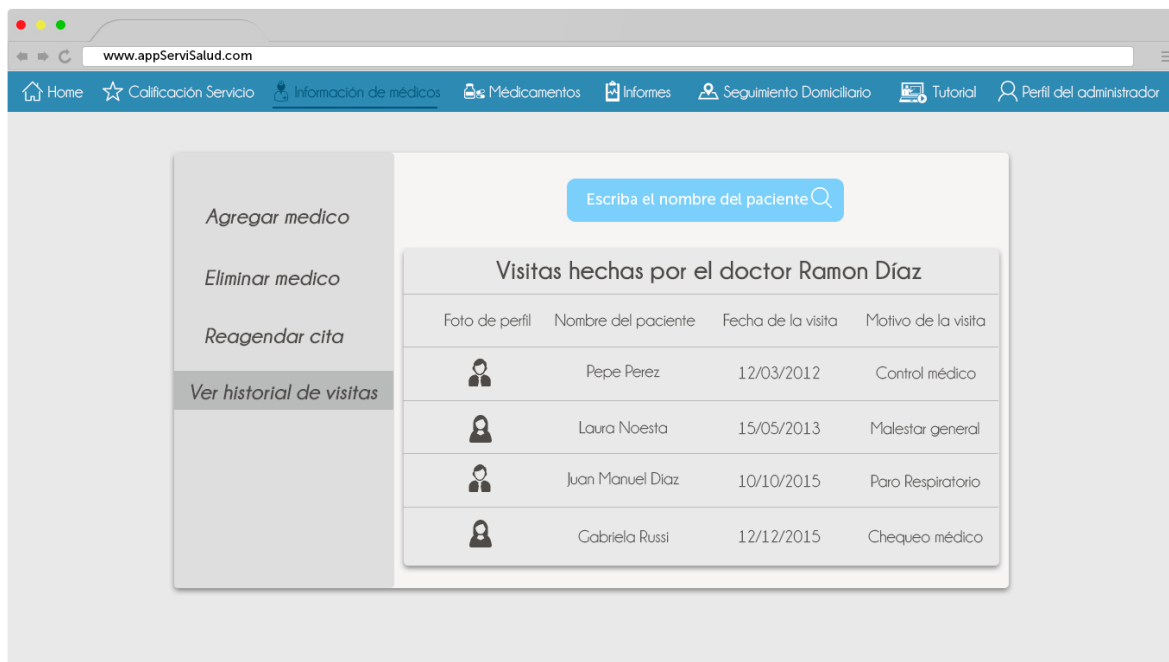 www.appServiSalud.com
Home Calificación Servicio Información de médicos Médicamentos Informes Seguimiento Domiciliario Tutorial Perfil del administrador
Agregar medico
Eliminar medico
Reagendar cita
Ver historial de visitas
Escriba el nombre del paciente
Visitas hechas por el doctor Ramon Díaz
Foto de perfil Nombre del paciente Fecha de la visita Motivo de la visita
Pepe Perez 12/03/2012 Control médico
Laura Noesta 15/05/2013 Malestar general
Juan Manuel Diaz 10/10/2015 Paro Respiratorio
Gabriela Russi 12/12/2015 Chequeo médico